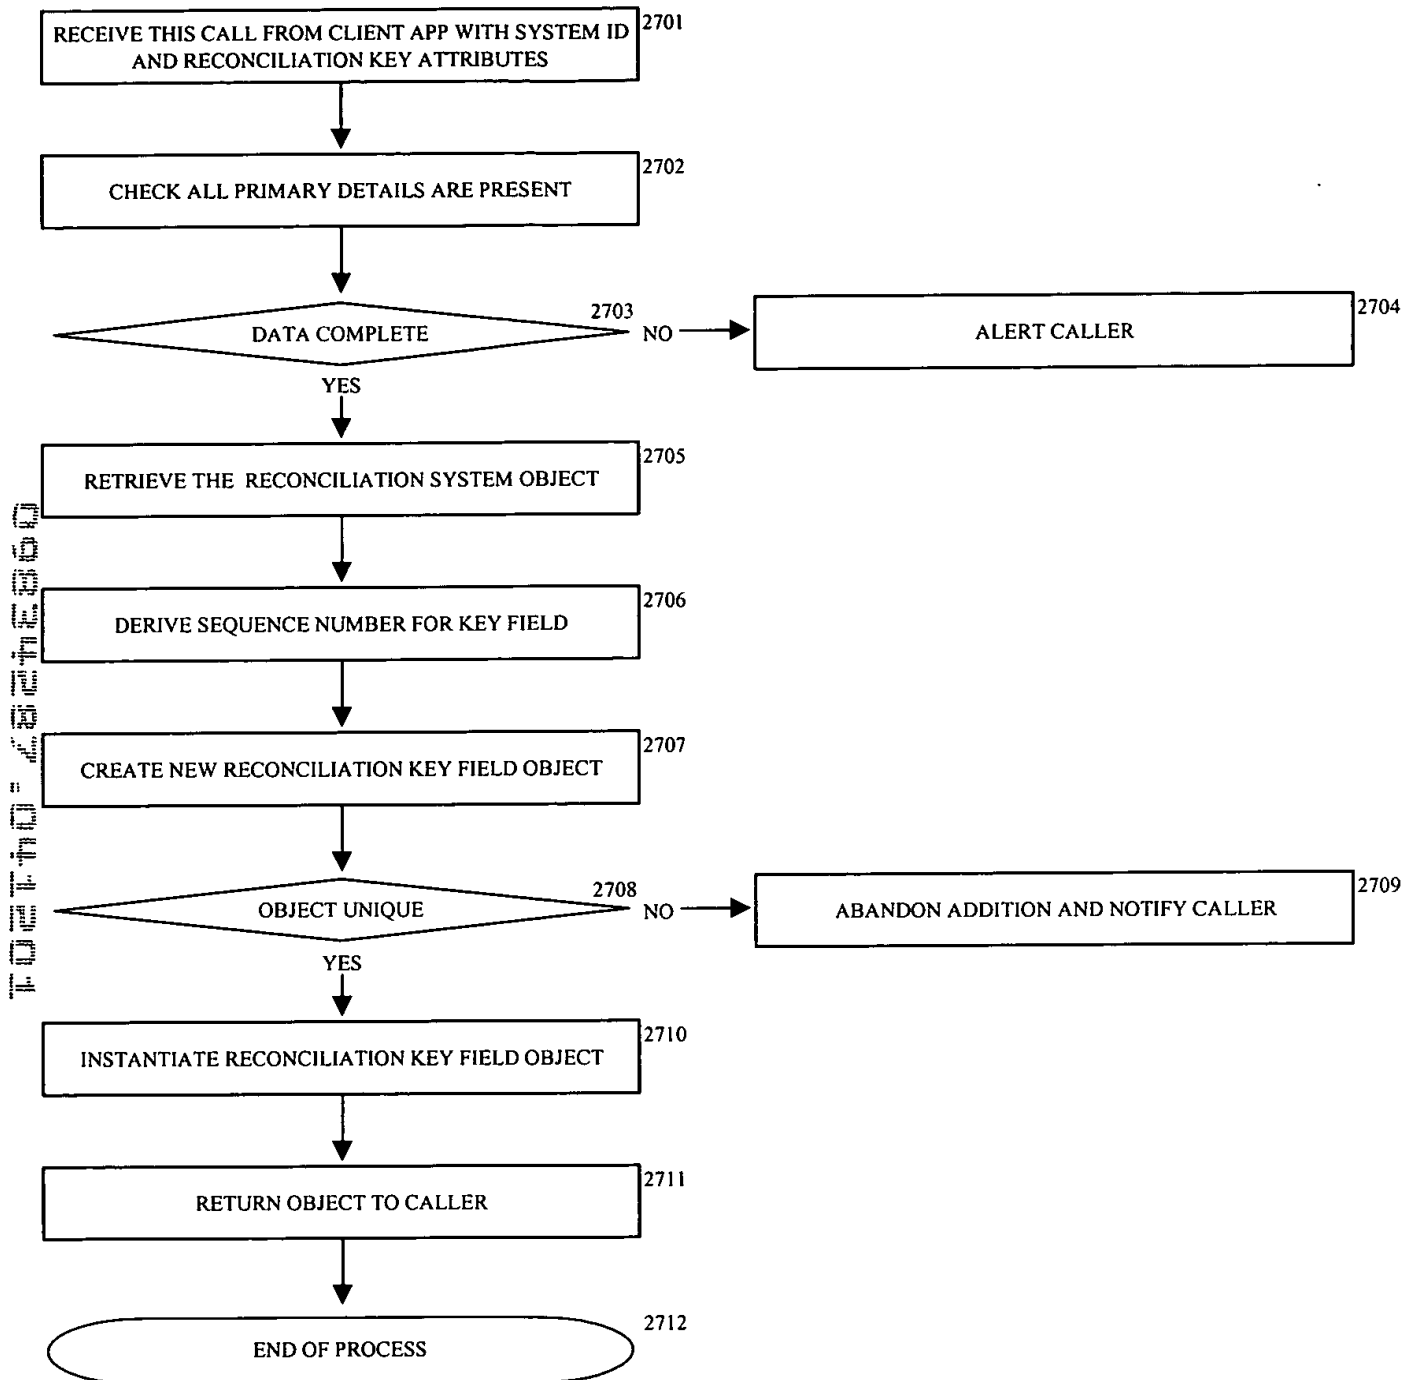 RECEIVE THIS CALL FROM CLIENT APP WITH SYSTEM ID
AND RECONCILIATION KEY ATTRIBUTES
2701
CHECK ALL PRIMARY DETAILS ARE PRESENT
2702
DATA COMPLETE
2703
NO
ALERT CALLER
2704
YES
RETRIEVE THE RECONCILIATION SYSTEM OBJECT
2705
DERIVE SEQUENCE NUMBER FOR KEY FIELD
2706
CREATE NEW RECONCILIATION KEY FIELD OBJECT
2707
OBJECT UNIQUE
2708
NO
ABANDON ADDITION AND NOTIFY CALLER
2709
YES
INSTANTIATE RECONCILIATION KEY FIELD OBJECT
2710
RETURN OBJECT TO CALLER
2711
END OF PROCESS
2712